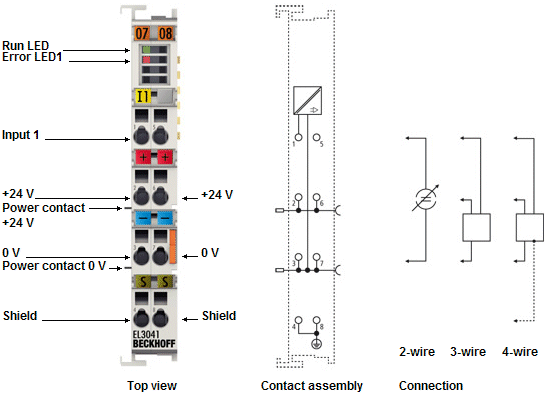 07 08
Run LED
Error LED1
I1
Input 1
1 5
+ +
+24 V
+24 V
2 6
Power contact
+24 V
− −
0 V
0 V
3 7
Power contact 0 V
S S
Shield
Shield
4 8
EL3041
BECKHOFF
2-wire 3-wire 4-wire
Top view
Contact assembly
Connection